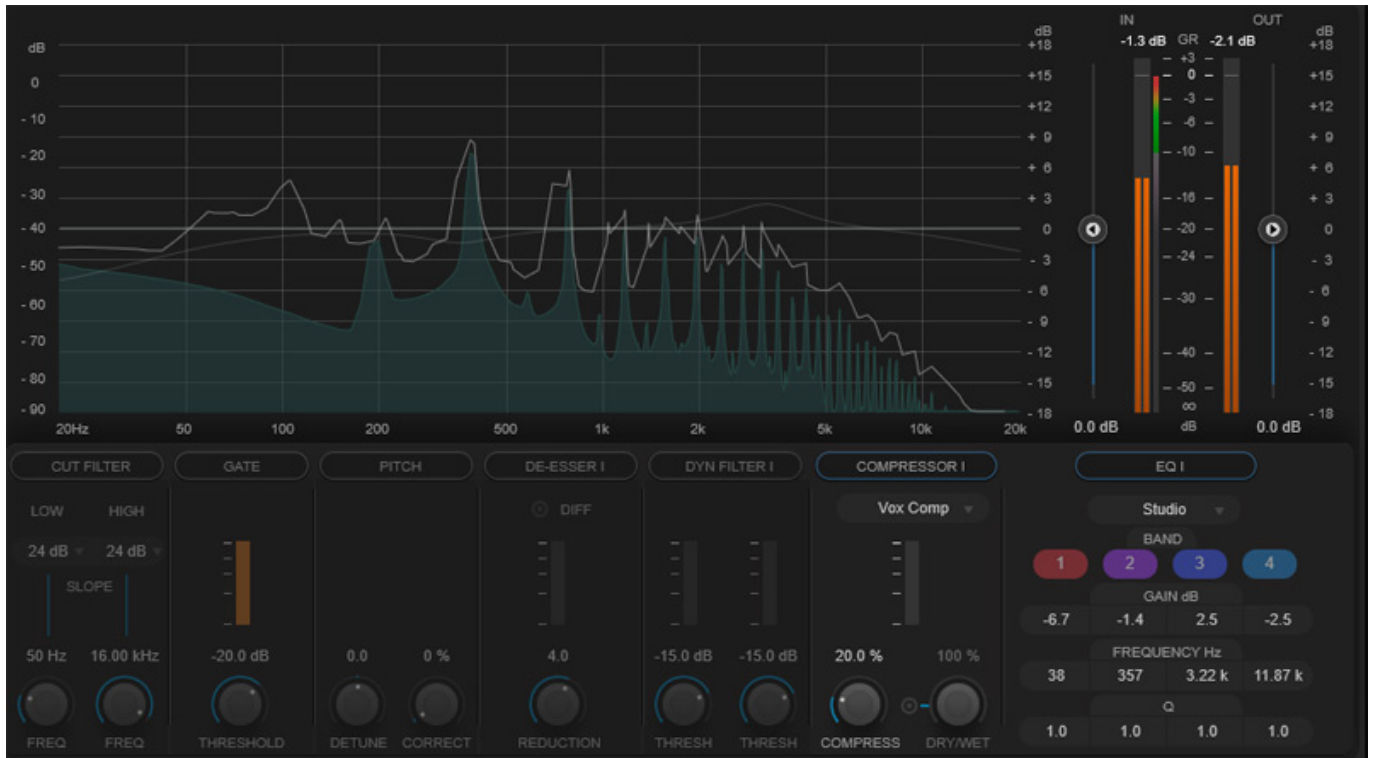 IN OUT
dB dB -1.3 dB GR -2.1 dB dB
+18 +3 +18
0 +15 0 +15
+12 -3 +12
- 10 -6
+ 9 -10 + 9
- 20 + 6 + 6
- 30 + 3 -16 + 3
- 40 0 -20 0
- 50 - 3 -24 - 3
- 60 - 6 -30 - 6
- 70 - 9 - 9
- 12 -40 - 12
- 80 - 15 -50 - 15
- 90 - 18 ∞ - 18
20Hz 50 100 200 500 1k 2k 5k 10k 20k 0.0 dB dB 0.0 dB
CUT FILTER GATE PITCH DE-ESSER I DYN FILTER I COMPRESSOR I EQ I
LOW HIGH DIFF Vox Comp Studio
BAND
24 dB 24 dB 1 2 3 4
SLOPE GAIN dB
-6.7 -1.4 2.5 -2.5
50 Hz 16.00 kHz -20.0 dB 0.0 0 % 4.0 -15.0 dB -15.0 dB 20.0 % 100 % FREQUENCY Hz
38 357 3.22 k 11.87 k
Q
1.0 1.0 1.0 1.0
FREQ FREQ THRESHOLD DETUNE CORRECT REDUCTION THRESH THRESH COMPRESS DRY/WET